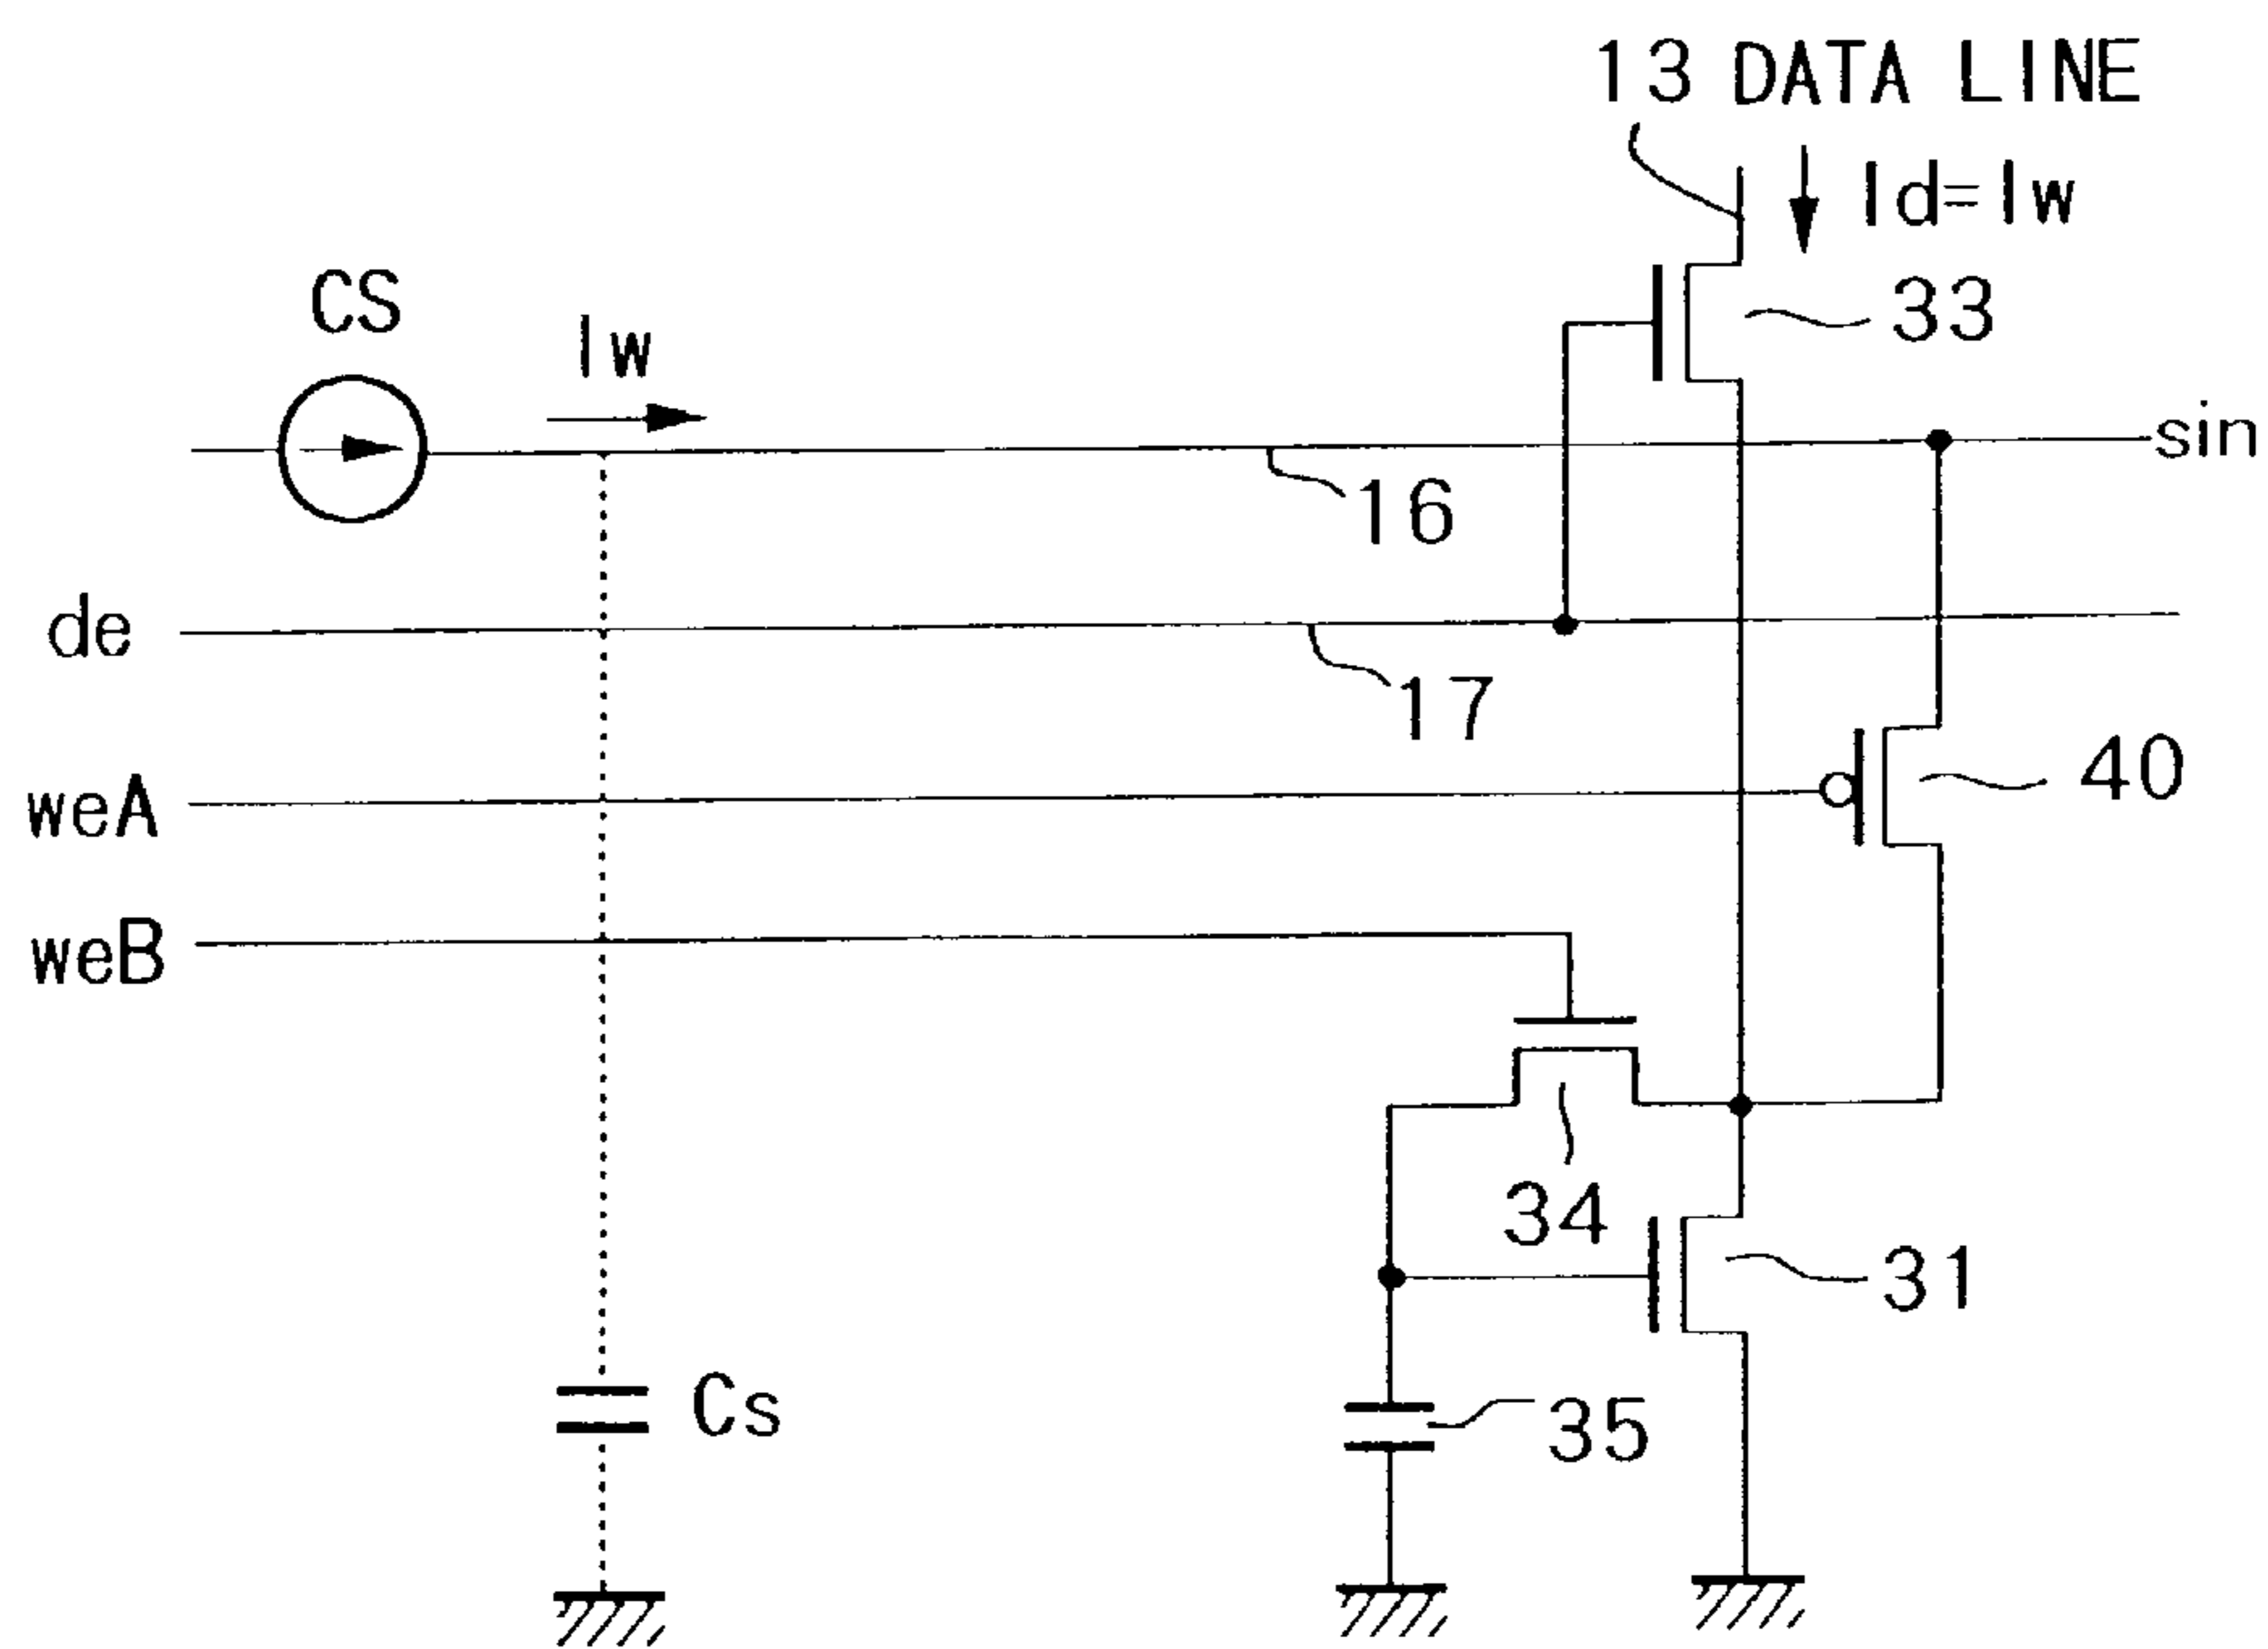 13 DATA LINE
Id=Iw
CS
Iw
33
sin
16
de
17
40
weA
weB
34
31
Cs
35